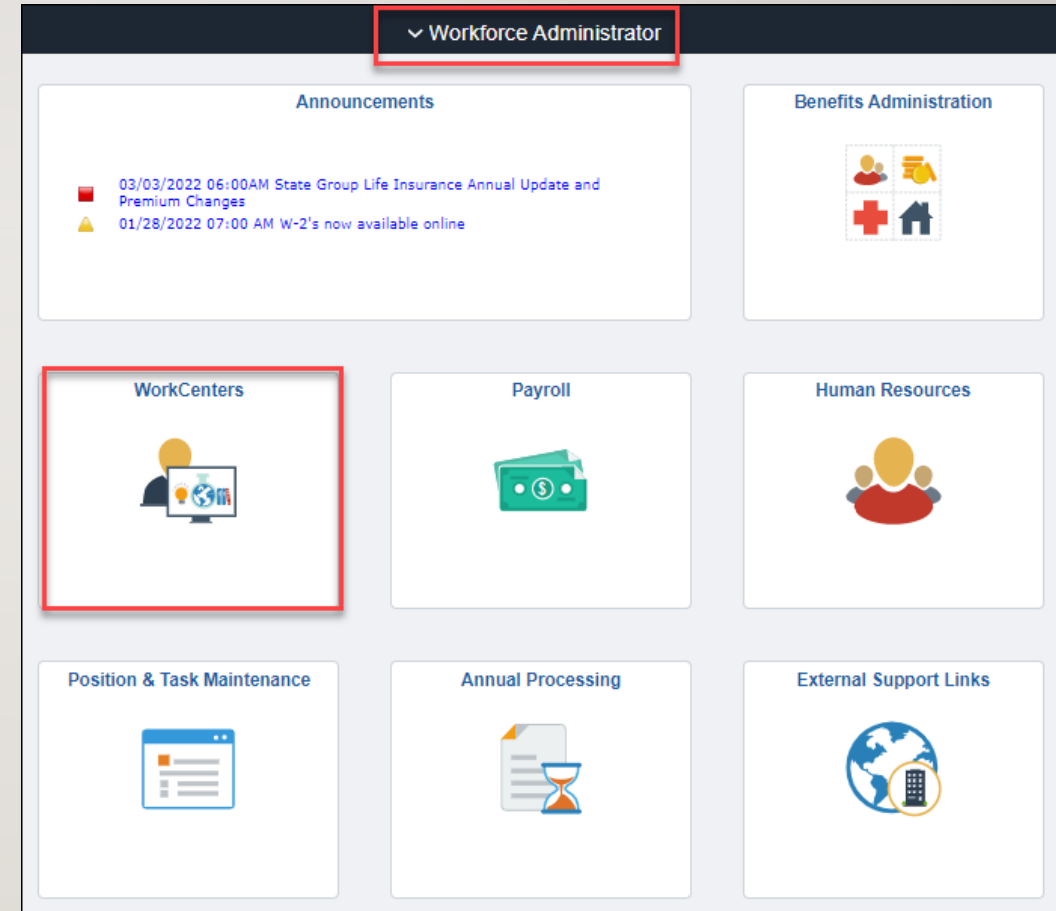 Workforce Administrator
Announcements
03/03/2022 06:00AM State Group Life Insurance Annual Update and
Premium Changes
01/28/2022 07:00 AM W-2's now available online
Benefits Administration
WorkCenters
Payroll
Human Resources
Position & Task Maintenance
Annual Processing
External Support Links